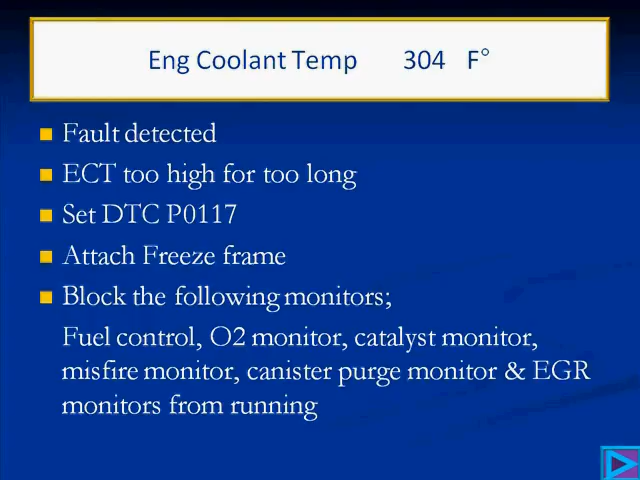 Eng Coolant Temp 304 F°
Fault detected
ECT too high for too long
Set DTC P0117
Attach Freeze frame
Block the following monitors;
Fuel control, O2 monitor, catalyst monitor,
misfire monitor, canister purge monitor & EGR
monitors from running